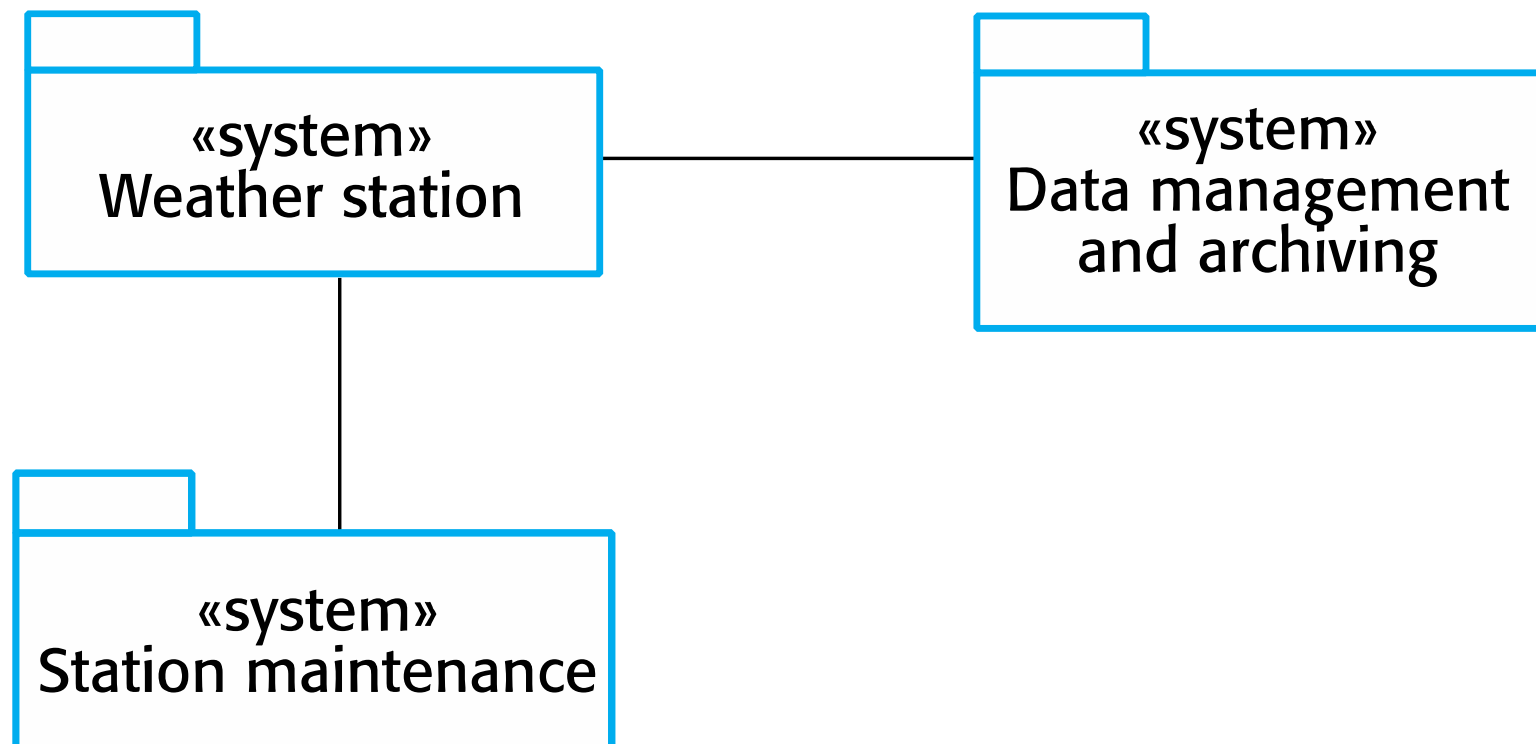 «system»
Weather station
«system»
Data management
and archiving
«system»
Station maintenance